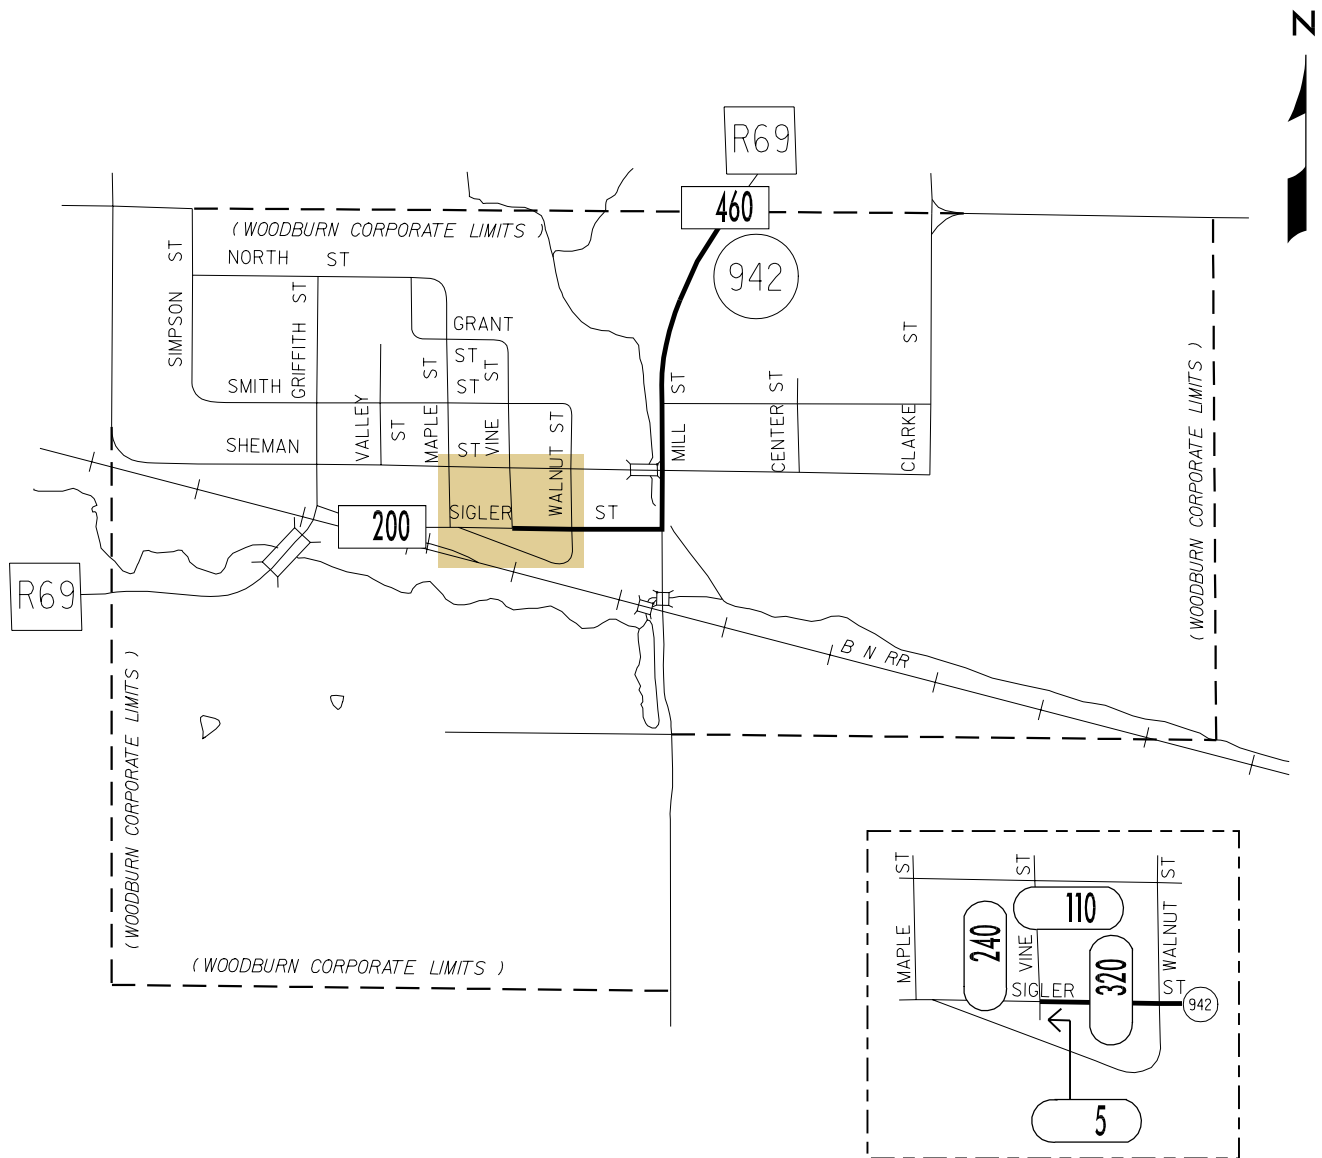 N
R69
460
( WOODBURN CORPORATE LIMITS )
942
SIMPSON ST
NORTH ST
GRIFFITH ST
GRANT
ST
SMITH
ST
VALLEY ST
MAPLE ST
VINE ST
SHEMAN
ST
WALNUT ST
MILL ST
CENTER ST
CLARKE ST
( WOODBURN CORPORATE LIMITS )
SIGLER ST
200
R69
B N RR
( WOODBURN CORPORATE LIMITS )
( WOODBURN CORPORATE LIMITS )
MAPLE ST
VINE ST
WALNUT ST
110
240
320
SIGLER ST
942
5